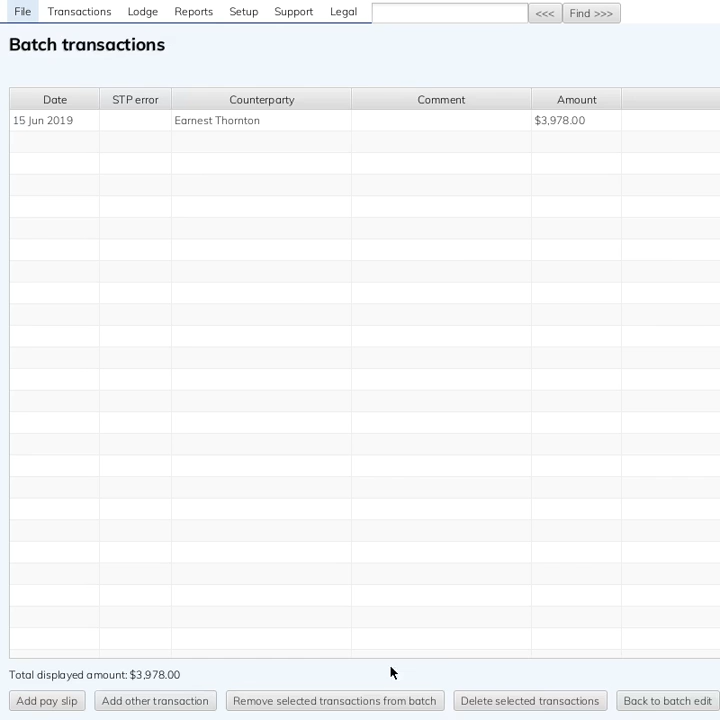 File Transactions Lodge Reports Setup Support Legal <<< Find >>>
Batch transactions
Date STP error Counterparty Comment Amount
15 Jun 2019 Earnest Thornton $3,978.00
Total displayed amount: $3,978.00
Add pay slip Add other transaction Remove selected transactions from batch Delete selected transactions Back to batch edit